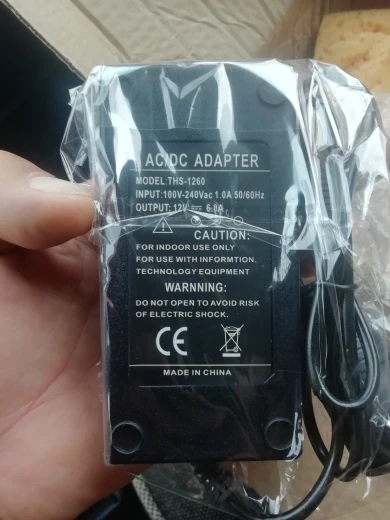 AC/DC ADAPTER
MODEL:THS-1260
INPUT:100V-240Vac 1.0A 50/60Hz
OUTPUT: 12V ⎓ 6.0A
CAUTION:
FOR INDOOR USE ONLY
FOR USE WITH INFORMTION.
TECHNOLOGY EQUIPMENT
WARNING:
DO NOT OPEN TO AVOID RISK
OF ELECTRIC SHOCK.
CE
MADE IN CHINA